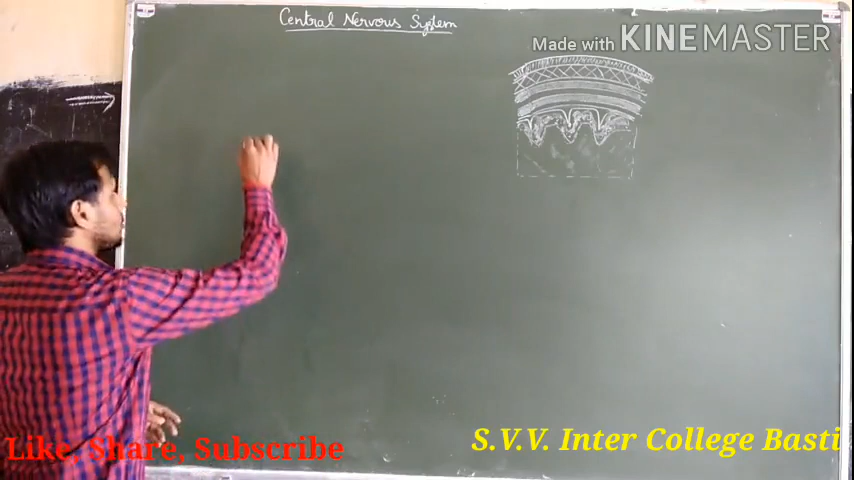 Central Nervous System
Made with KINEMASTER
Like, Share, Subscribe
S.V.V. Inter College Basti